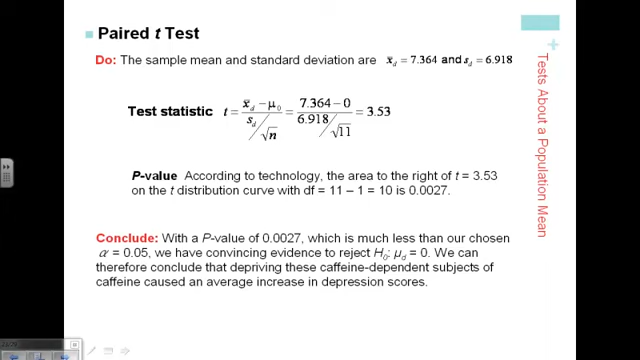 Paired t Test
Do: The sample mean and standard deviation are x̄d = 7.364 and sd = 6.918
Test statistic t = (x̄d − μ0) / (sd/√n) = (7.364 − 0) / (6.918/√11) = 3.53
P-value According to technology, the area to the right of t = 3.53
on the t distribution curve with df = 11 – 1 = 10 is 0.0027.
Conclude: With a P-value of 0.0027, which is much less than our chosen
α = 0.05, we have convincing evidence to reject H0: µd = 0. We can
therefore conclude that depriving these caffeine-dependent subjects of
caffeine caused an average increase in depression scores.
+
Tests About a Population Mean